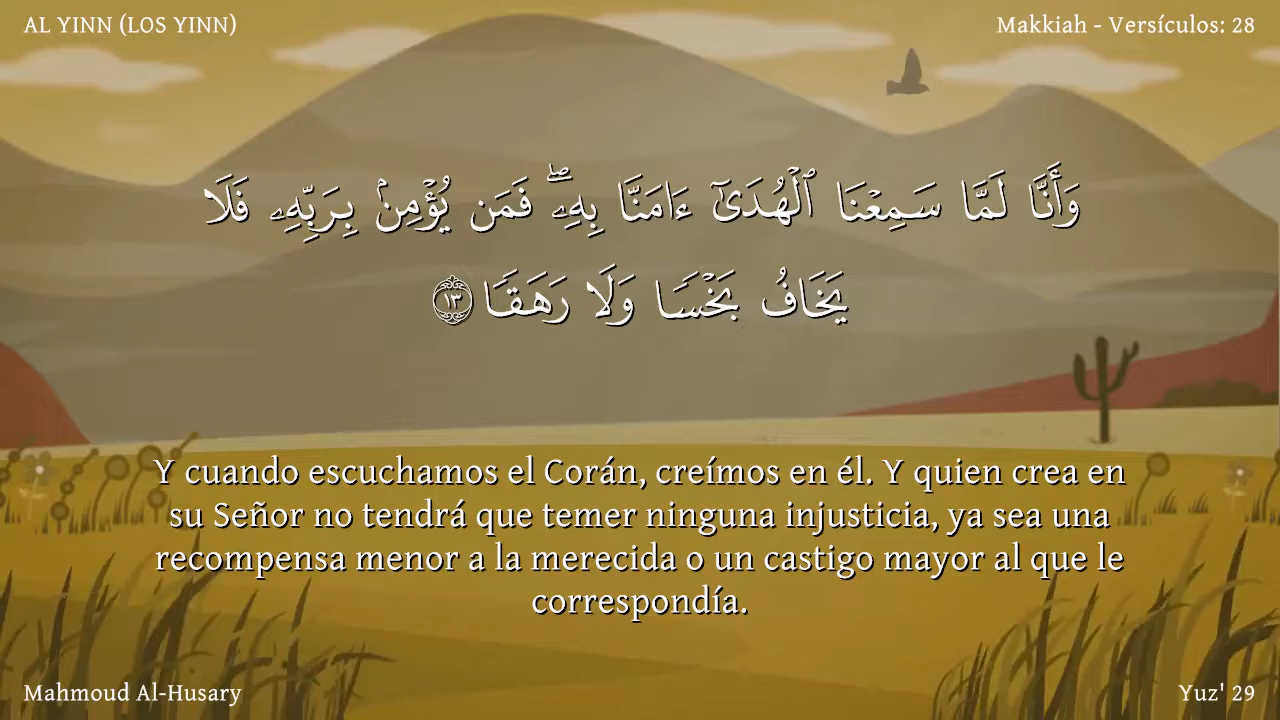 AL YINN (LOS YINN)
Makkiah - Versículos: 28
وَأَنَّا لَمَّا سَمِعْنَا ٱلْهُدَىٰٓ ءَامَنَّا بِهِۦ ۖ فَمَن يُؤْمِنۢ بِرَبِّهِۦ فَلَا
يَخَافُ بَخْسًا وَلَا رَهَقًا ١٣
Y cuando escuchamos el Corán, creímos en él. Y quien crea en
su Señor no tendrá que temer ninguna injusticia, ya sea una
recompensa menor a la merecida o un castigo mayor al que le
correspondía.
Mahmoud Al-Husary
Yuz' 29